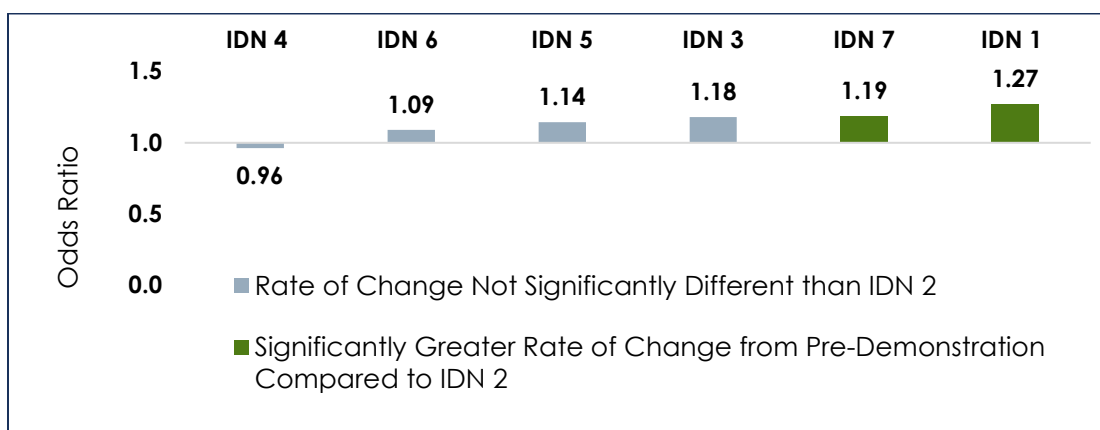 IDN 4 IDN 6 IDN 5 IDN 3 IDN 7 IDN 1
1.5
1.09 1.14 1.18 1.19 1.27
1.0
0.96
0.5
0.0
Odds Ratio
Rate of Change Not Significantly Different than IDN 2
Significantly Greater Rate of Change from Pre-Demonstration
Compared to IDN 2